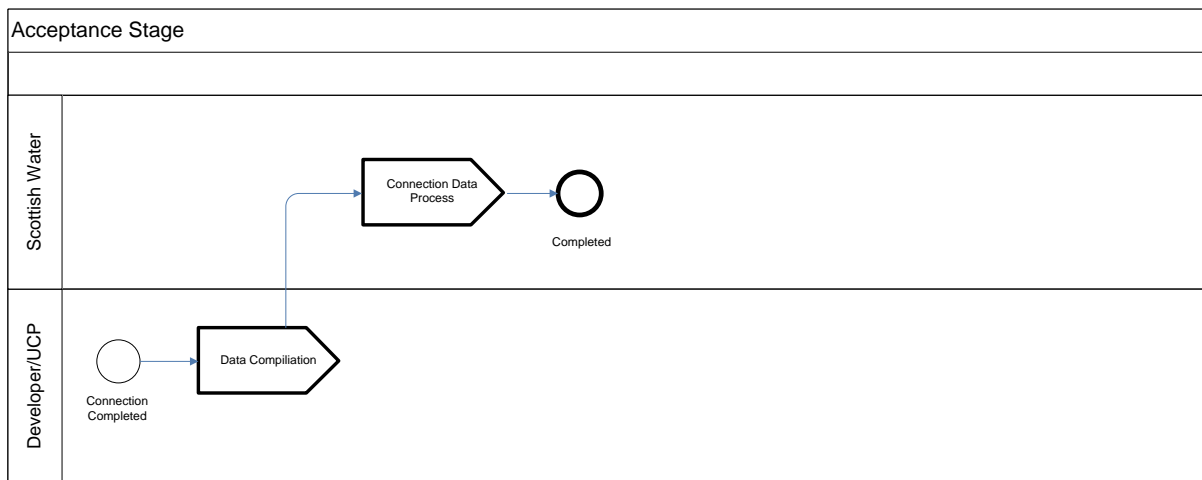 Acceptance Stage
Scottish Water
Connection Data
Process
Completed
Developer/UCP
Data Compiliation
Connection
Completed